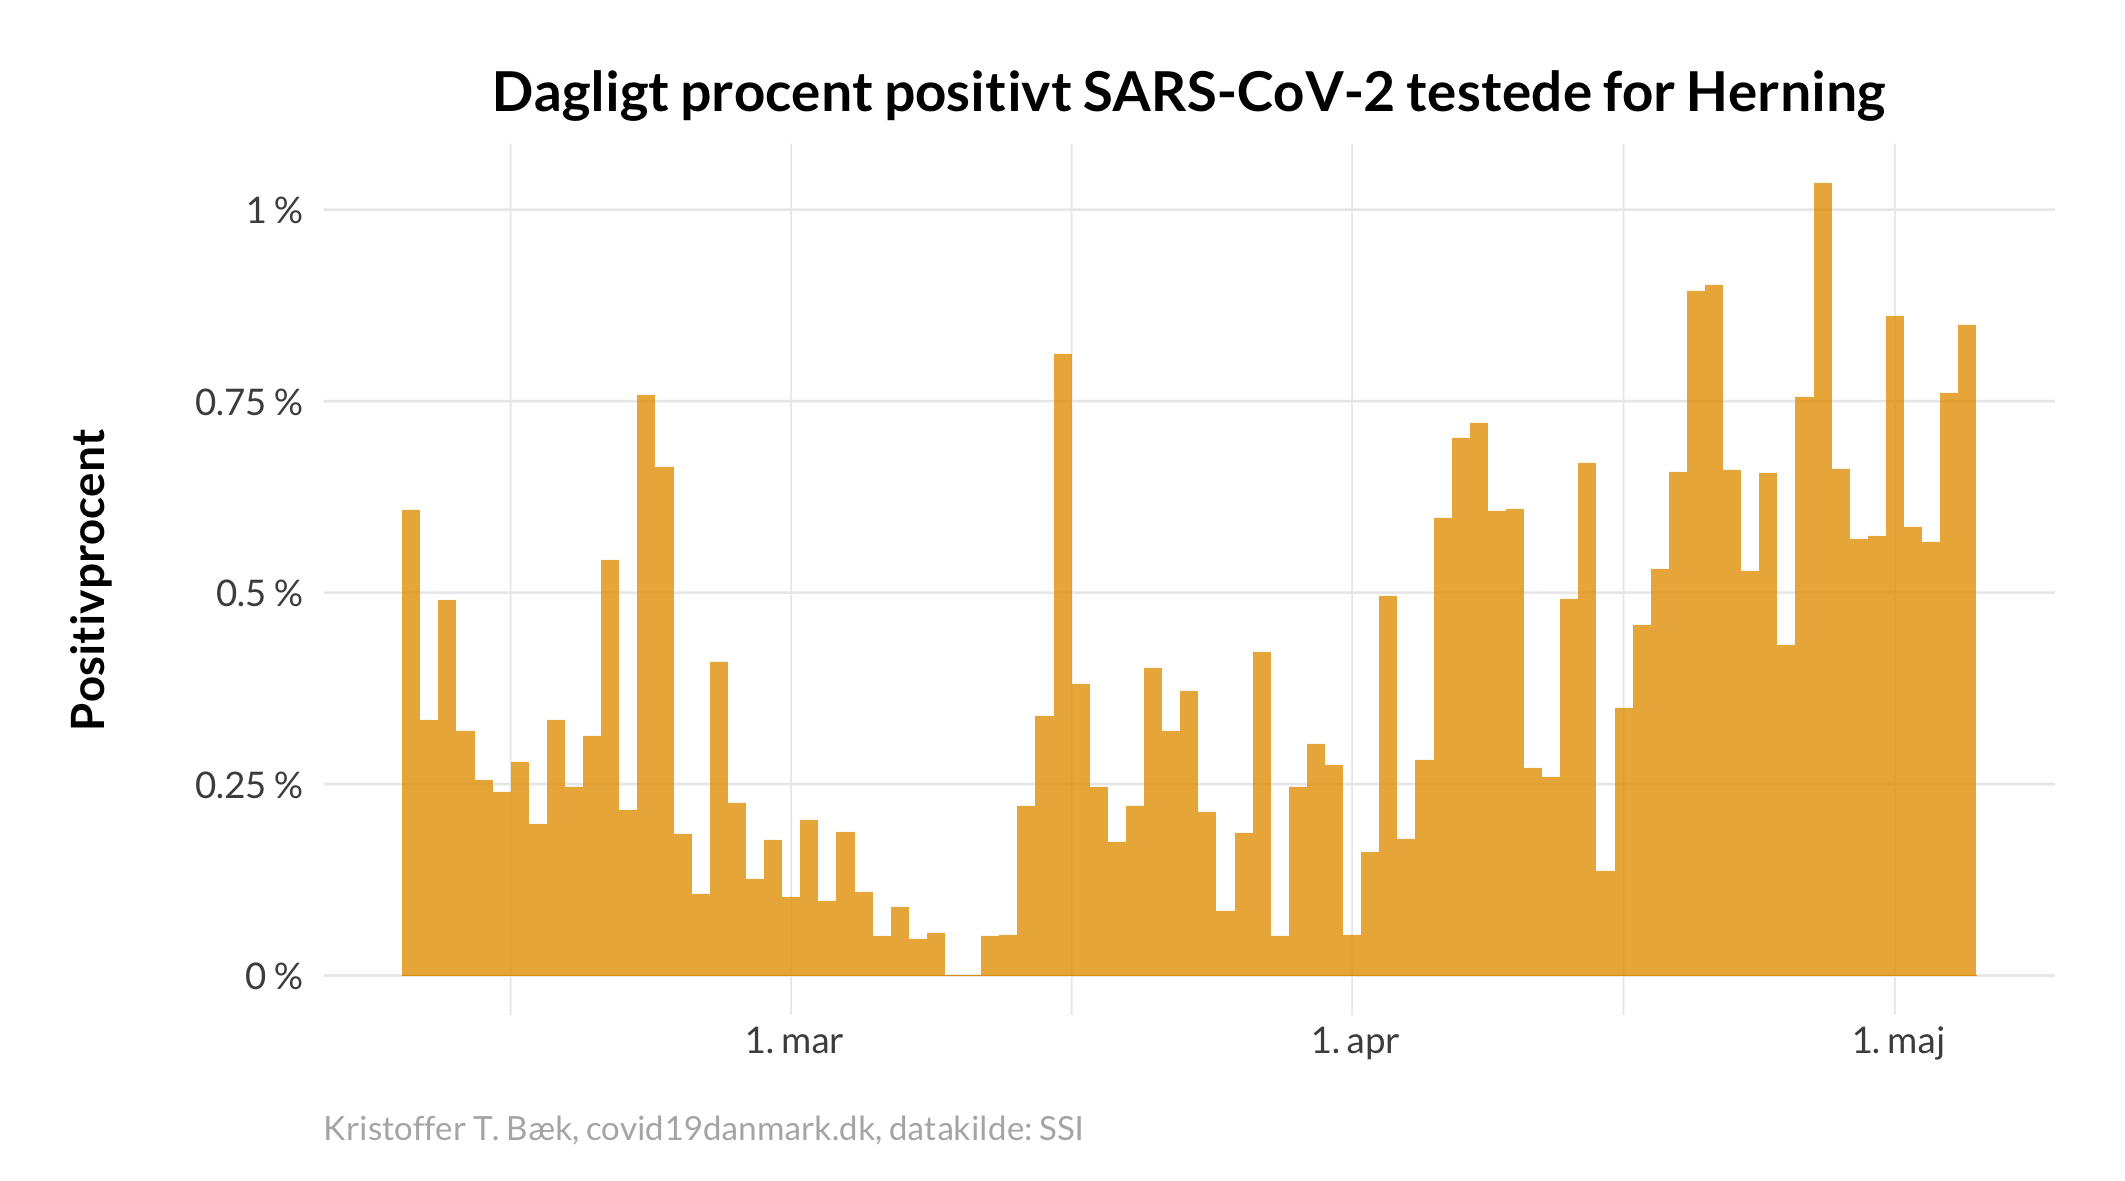 Dagligt procent positivt SARS-CoV-2 testede for Herning
Positivprocent
1 %
0.75 %
0.5 %
0.25 %
0 %
1. mar
1. apr
1. maj
Kristoffer T. Bæk, covid19danmark.dk, datakilde: SSI